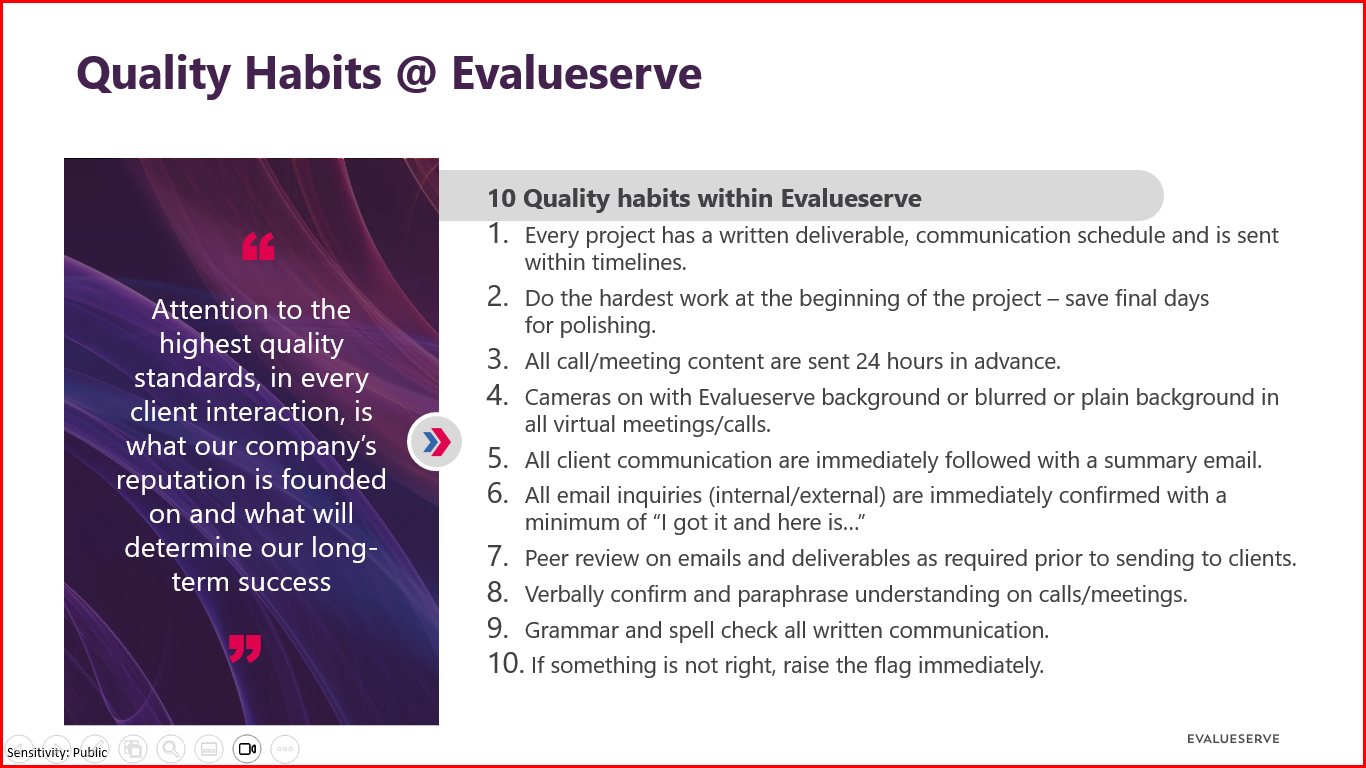 Quality Habits @ Evalueserve
“
Attention to the
highest quality
standards, in every
client interaction, is
what our company’s
reputation is founded
on and what will
determine our long-
term success
”
10 Quality habits within Evalueserve
1. Every project has a written deliverable, communication schedule and is sent
within timelines.
2. Do the hardest work at the beginning of the project – save final days
for polishing.
3. All call/meeting content are sent 24 hours in advance.
4. Cameras on with Evalueserve background or blurred or plain background in
all virtual meetings/calls.
5. All client communication are immediately followed with a summary email.
6. All email inquiries (internal/external) are immediately confirmed with a
minimum of “I got it and here is…”
7. Peer review on emails and deliverables as required prior to sending to clients.
8. Verbally confirm and paraphrase understanding on calls/meetings.
9. Grammar and spell check all written communication.
10. If something is not right, raise the flag immediately.
Sensitivity: Public
EVALUESERVE